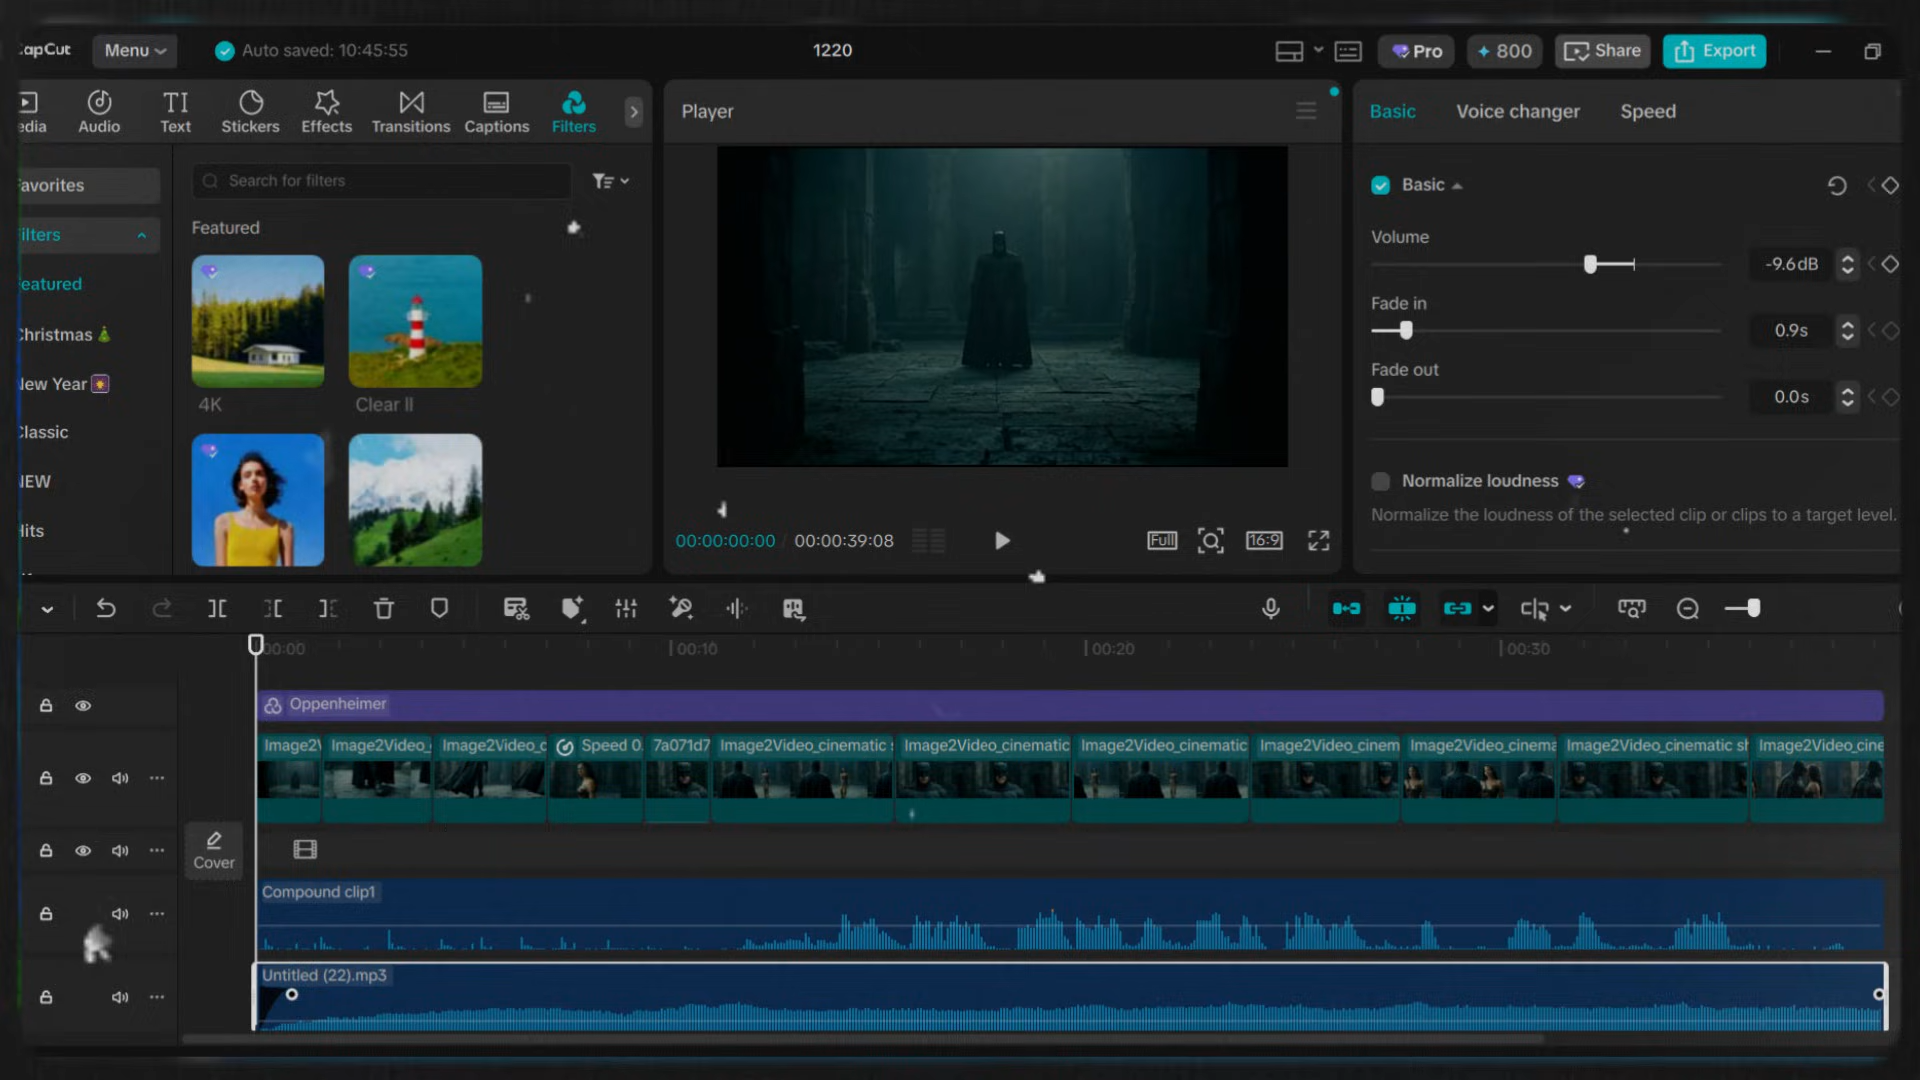 CapCut
Menu
Auto saved: 10:45:55
1220
Pro
800
Share
Export
edia
Audio
TI
Text
Stickers
Effects
Transitions
Captions
Filters
Player
Basic
Voice changer
Speed
Favorites
Filters
Featured
Christmas
New Year
Classic
NEW
Hits
Search for filters
Featured
4K
Clear II
00:00:00:00 / 00:00:39:08
Full
16:9
Basic
Volume
-9.6dB
Fade in
0.9s
Fade out
0.0s
Normalize loudness
Normalize the loudness of the selected clip or clips to a target level.
00:00
00:10
00:20
00:30
Oppenheimer
Image2V
Image2Video_
Image2Video_c
Speed 0.
7a071d7
Image2Video_cinematic s
Image2Video_cinematic
Image2Video_cinematic
Image2Video_cinem
Image2Video_cinema
Image2Video_cinematic sh
Image2Video_cine
Cover
Compound clip1
Untitled (22).mp3